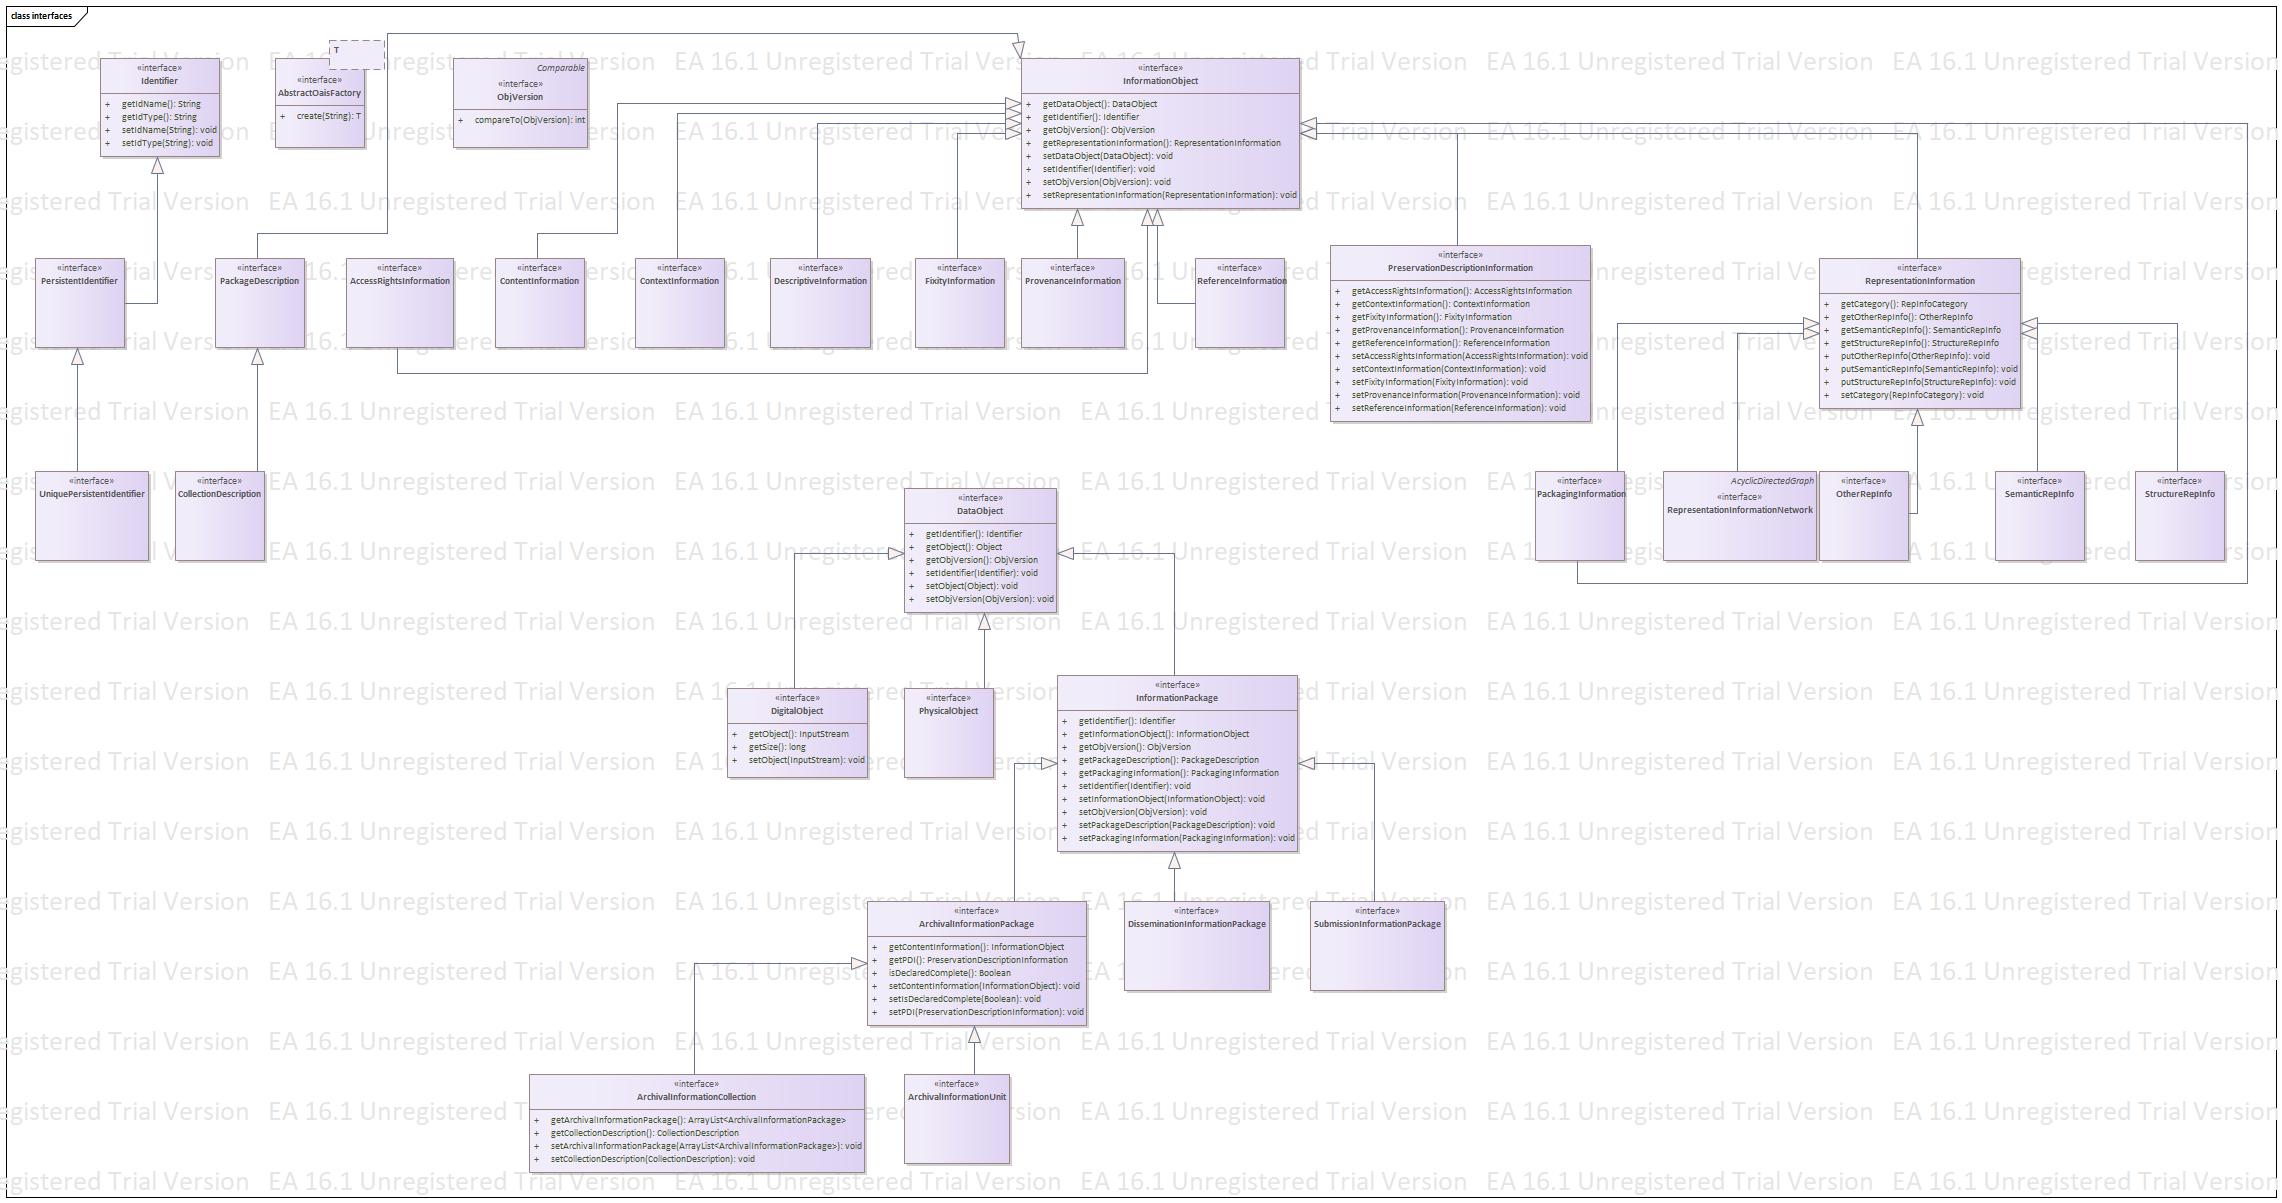 class interfaces
T
«interface»
Identifier
+ getIdName(): String
+ getIdType(): String
+ setIdName(String): void
+ setIdType(String): void
«interface»
AbstractOaisFactory
+ create(String): T
Comparable
«interface»
ObjVersion
+ compareTo(ObjVersion): int
«interface»
InformationObject
+ getDataObject(): DataObject
+ getIdentifier(): Identifier
+ getObjVersion(): ObjVersion
+ getRepresentationInformation(): RepresentationInformation
+ setDataObject(DataObject): void
+ setIdentifier(Identifier): void
+ setObjVersion(ObjVersion): void
+ setRepresentationInformation(RepresentationInformation): void
«interface»
PersistentIdentifier
«interface»
PackageDescription
«interface»
AccessRightsInformation
«interface»
ContentInformation
«interface»
ContextInformation
«interface»
DescriptiveInformation
«interface»
FixityInformation
«interface»
ProvenanceInformation
«interface»
ReferenceInformation
«interface»
PreservationDescriptionInformation
+ getAccessRightsInformation(): AccessRightsInformation
+ getContextInformation(): ContextInformation
+ getFixityInformation(): FixityInformation
+ getProvenanceInformation(): ProvenanceInformation
+ getReferenceInformation(): ReferenceInformation
+ setAccessRightsInformation(AccessRightsInformation): void
+ setContextInformation(ContextInformation): void
+ setFixityInformation(FixityInformation): void
+ setProvenanceInformation(ProvenanceInformation): void
+ setReferenceInformation(ReferenceInformation): void
«interface»
RepresentationInformation
+ getCategory(): RepInfoCategory
+ getOtherRepInfo(): OtherRepInfo
+ getSemanticRepInfo(): SemanticRepInfo
+ getStructureRepInfo(): StructureRepInfo
+ putOtherRepInfo(OtherRepInfo): void
+ putSemanticRepInfo(SemanticRepInfo): void
+ putStructureRepInfo(StructureRepInfo): void
+ setCategory(RepInfoCategory): void
«interface»
UniquePersistentIdentifier
«interface»
CollectionDescription
«interface»
PackagingInformation
AcyclicDirectedGraph
«interface»
RepresentationInformationNetwork
«interface»
OtherRepInfo
«interface»
SemanticRepInfo
«interface»
StructureRepInfo
«interface»
DataObject
+ getIdentifier(): Identifier
+ getObject(): Object
+ getObjVersion(): ObjVersion
+ setIdentifier(Identifier): void
+ setObject(Object): void
+ setObjVersion(ObjVersion): void
«interface»
DigitalObject
+ getObject(): InputStream
+ getSize(): long
+ setObject(InputStream): void
«interface»
PhysicalObject
«interface»
InformationPackage
+ getIdentifier(): Identifier
+ getInformationObject(): InformationObject
+ getObjVersion(): ObjVersion
+ getPackageDescription(): PackageDescription
+ getPackagingInformation(): PackagingInformation
+ setIdentifier(Identifier): void
+ setInformationObject(InformationObject): void
+ setObjVersion(ObjVersion): void
+ setPackageDescription(PackageDescription): void
+ setPackagingInformation(PackagingInformation): void
«interface»
ArchivalInformationPackage
+ getContentInformation(): InformationObject
+ getPDI(): PreservationDescriptionInformation
+ isDeclaredComplete(): Boolean
+ setContentInformation(InformationObject): void
+ setIsDeclaredComplete(Boolean): void
+ setPDI(PreservationDescriptionInformation): void
«interface»
DisseminationInformationPackage
«interface»
SubmissionInformationPackage
«interface»
ArchivalInformationCollection
+ getArchivalInformationPackage(): ArrayList<ArchivalInformationPackage>
+ getCollectionDescription(): CollectionDescription
+ setArchivalInformationPackage(ArrayList<ArchivalInformationPackage>): void
+ setCollectionDescription(CollectionDescription): void
«interface»
ArchivalInformationUnit
EA 16.1 Unregistered Trial Version